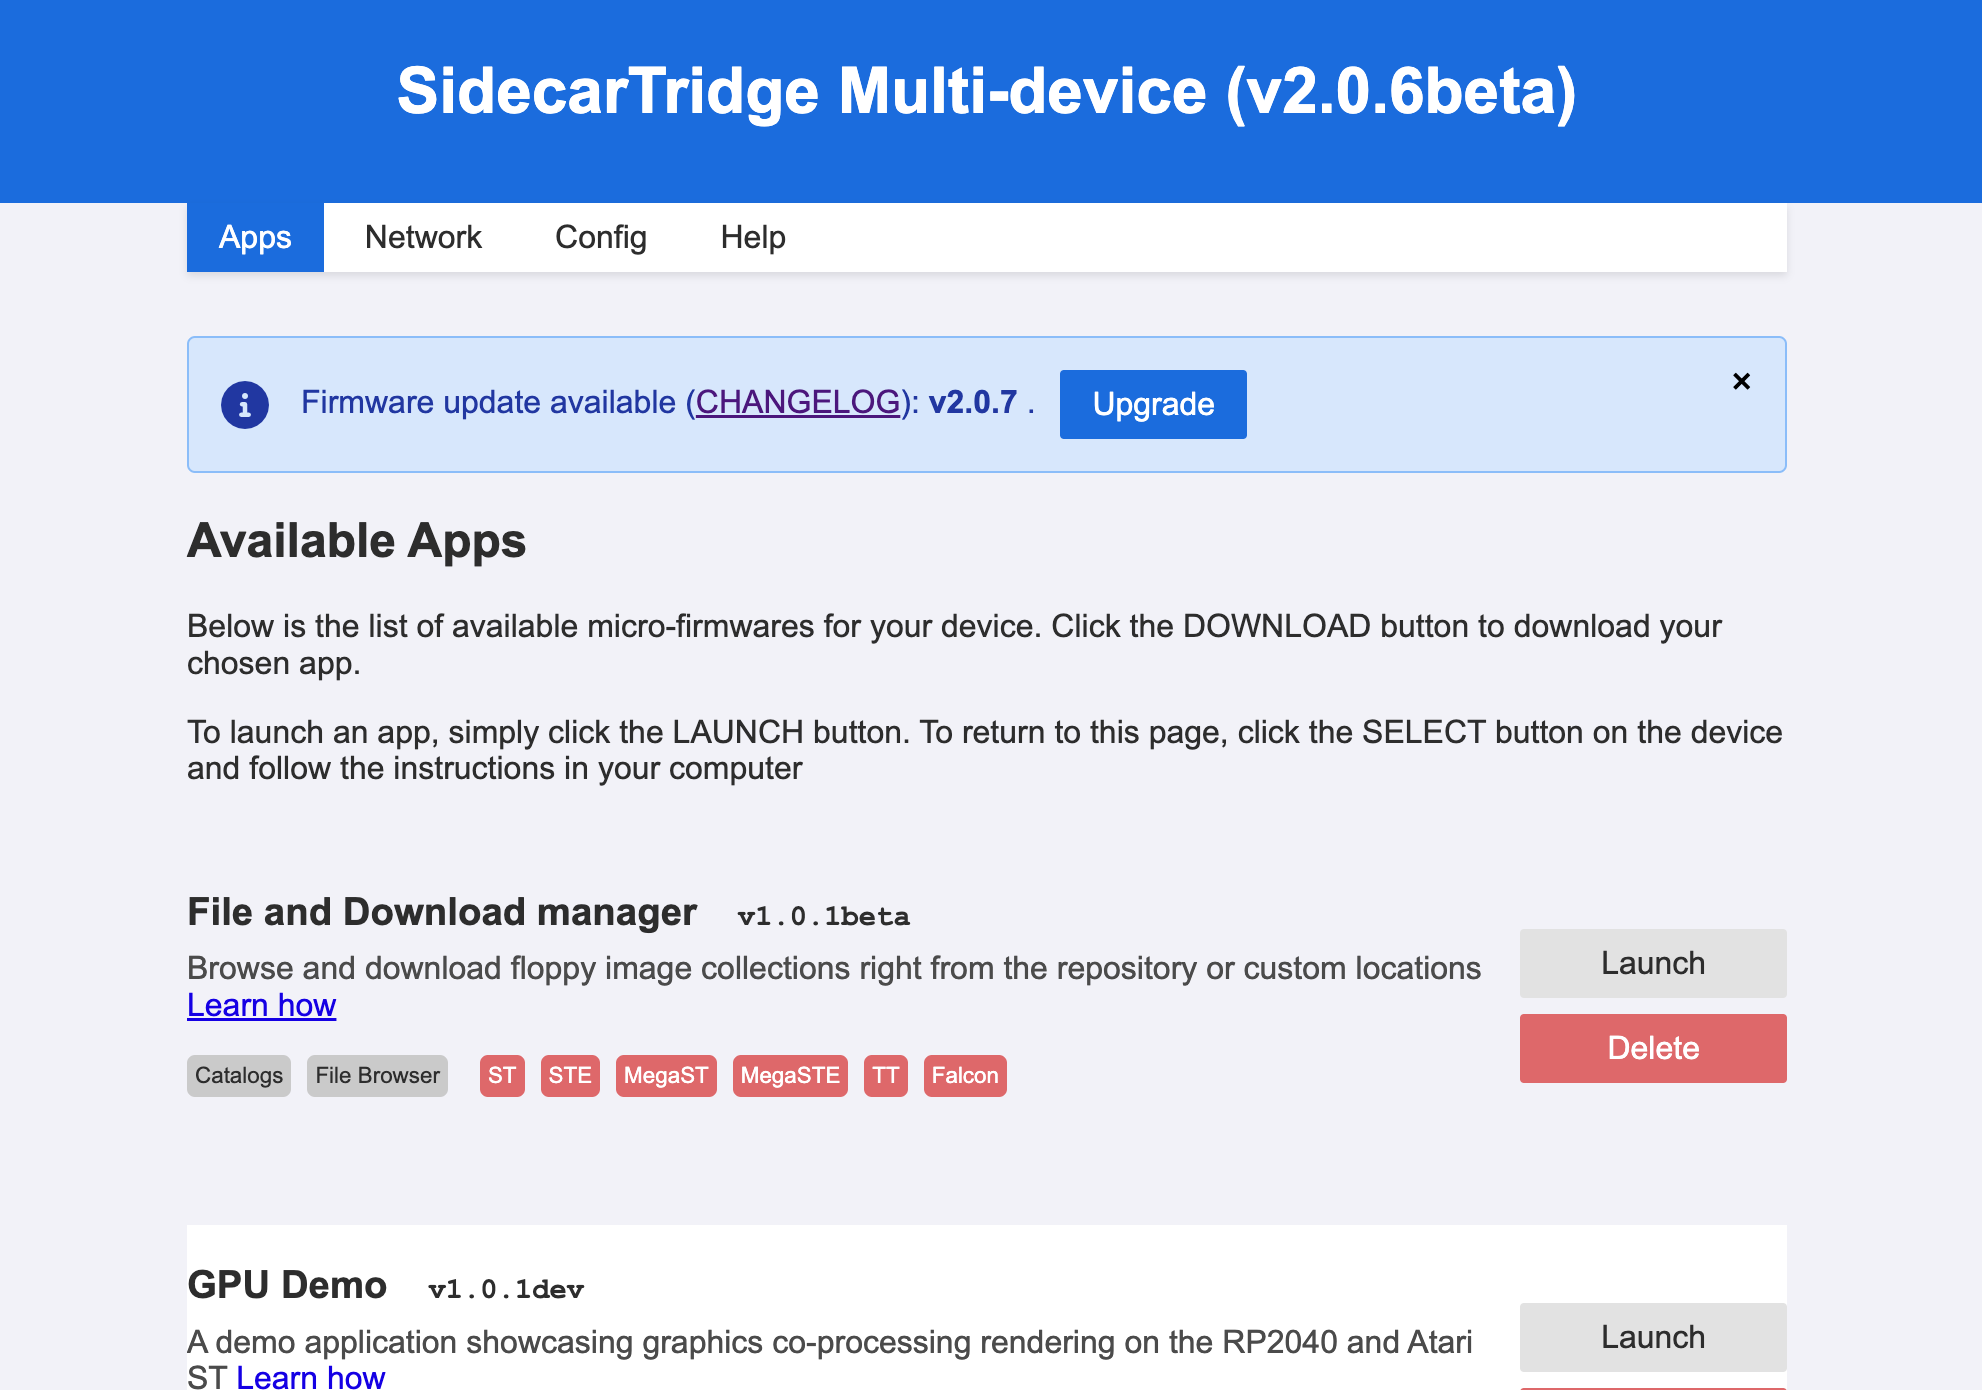 SidecarTridge Multi-device (v2.0.6beta)
Apps Network Config Help
Firmware update available (CHANGELOG): v2.0.7 . Upgrade ×
Available Apps
Below is the list of available micro-firmwares for your device. Click the DOWNLOAD button to download your
chosen app.
To launch an app, simply click the LAUNCH button. To return to this page, click the SELECT button on the device
and follow the instructions in your computer
File and Download manager v1.0.1beta
Browse and download floppy image collections right from the repository or custom locations
Learn how
Catalogs File Browser ST STE MegaST MegaSTE TT Falcon
Launch
Delete
GPU Demo v1.0.1dev
A demo application showcasing graphics co-processing rendering on the RP2040 and Atari
ST Learn how
Launch